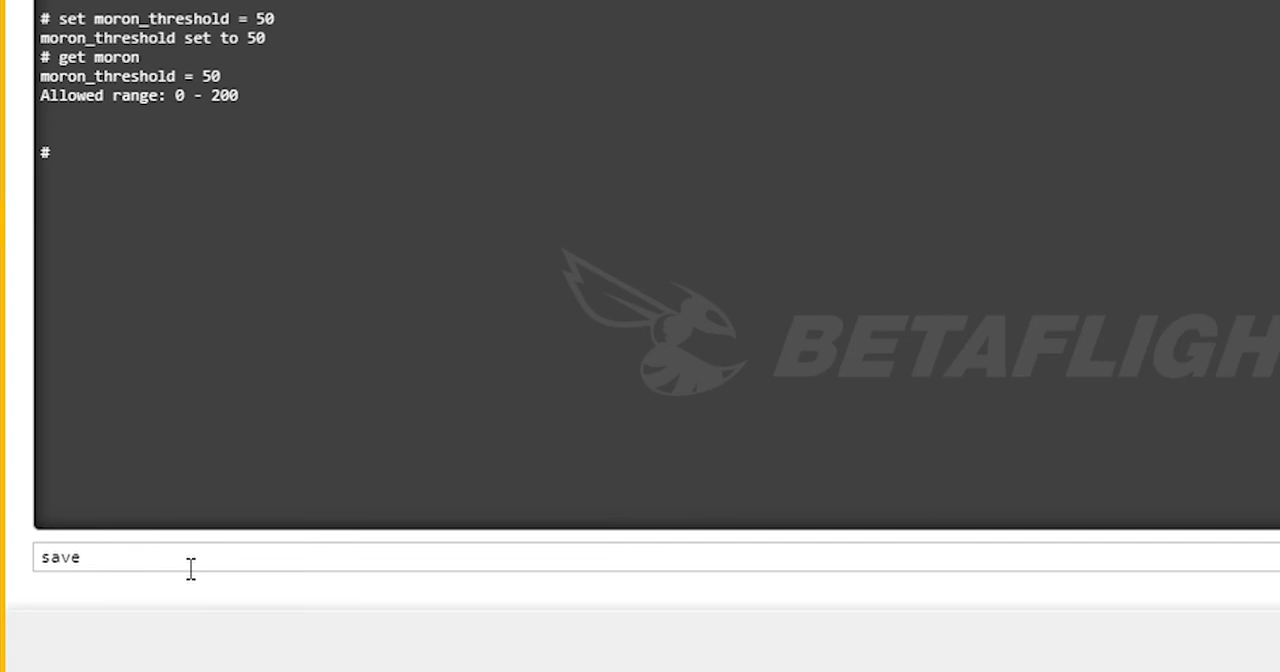 # set moron_threshold = 50
moron_threshold set to 50
# get moron
moron_threshold = 50
Allowed range: 0 - 200
#
BETAFLIGH
save